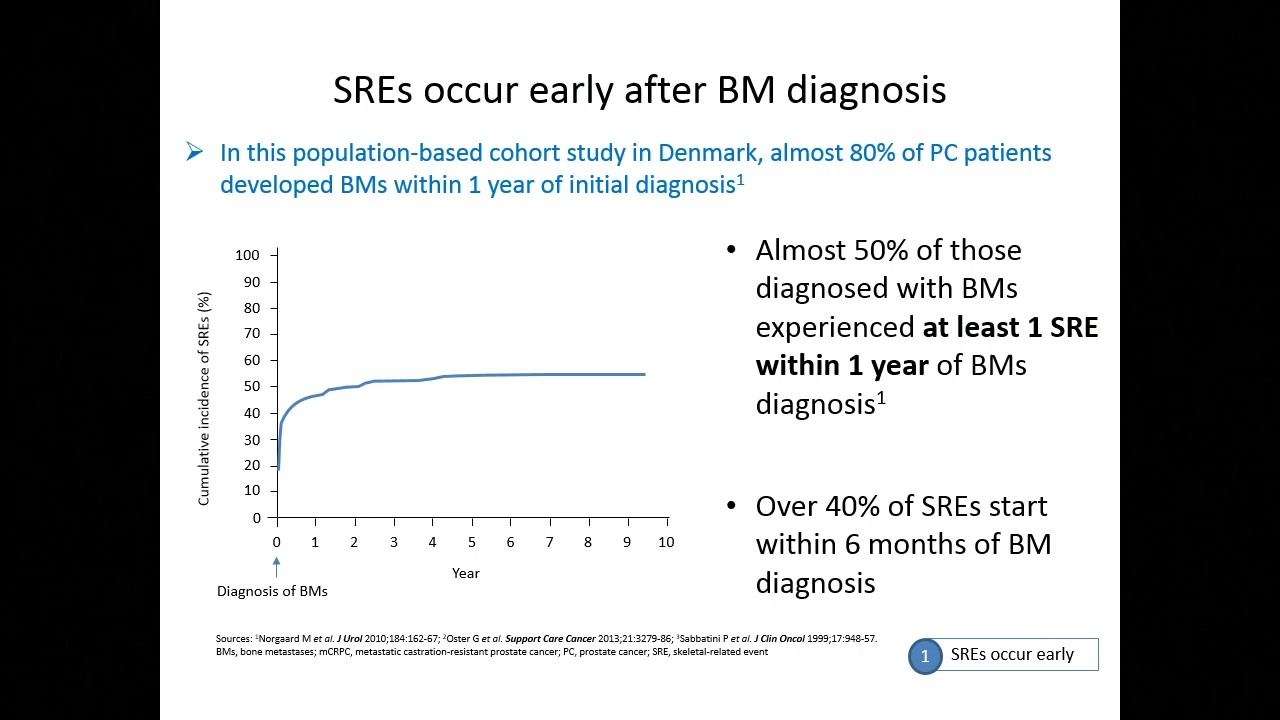 SREs occur early after BM diagnosis
➢ In this population-based cohort study in Denmark, almost 80% of PC patients
developed BMs within 1 year of initial diagnosis¹
100
90
80
70
60
50
40
30
20
10
0
Cumulative incidence of SREs (%)
0 1 2 3 4 5 6 7 8 9 10
Year
Diagnosis of BMs
• Almost 50% of those
diagnosed with BMs
experienced at least 1 SRE
within 1 year of BMs
diagnosis¹
• Over 40% of SREs start
within 6 months of BM
diagnosis
Sources: ¹Norgaard M et al. J Urol 2010;184:162-67; ²Oster G et al. Support Care Cancer 2013;21:3279-86; ³Sabbatini P et al. J Clin Oncol 1999;17:948-57.
BMs, bone metastases; mCRPC, metastatic castration-resistant prostate cancer; PC, prostate cancer; SRE, skeletal-related event
1 SREs occur early